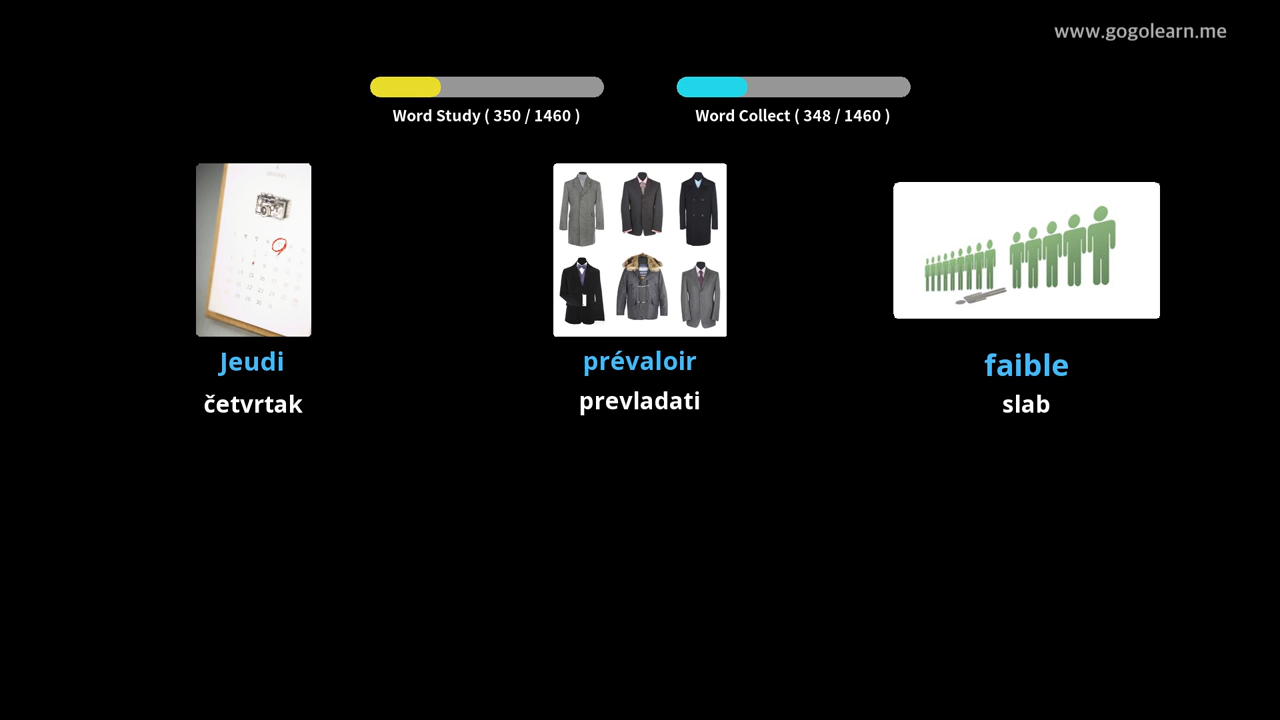 www.gogolearn.me
Word Study ( 350 / 1460 )
Word Collect ( 348 / 1460 )
Jeudi
četvrtak
prévaloir
prevladati
faible
slab